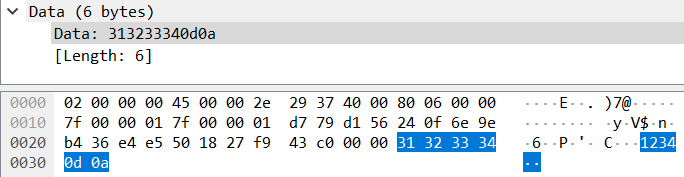 Data (6 bytes)
Data: 313233340d0a
[Length: 6]
0000 02 00 00 00 45 00 00 2e 29 37 40 00 80 06 00 00 ····E··. )7@·····
0010 7f 00 00 01 7f 00 00 01 d7 79 d1 56 24 0f 6e 9e ········ ·y·V$·n·
0020 b4 36 e4 e5 50 18 27 f9 43 c0 00 00 31 32 33 34 ·6··P·'· C···1234
0030 0d 0a ··